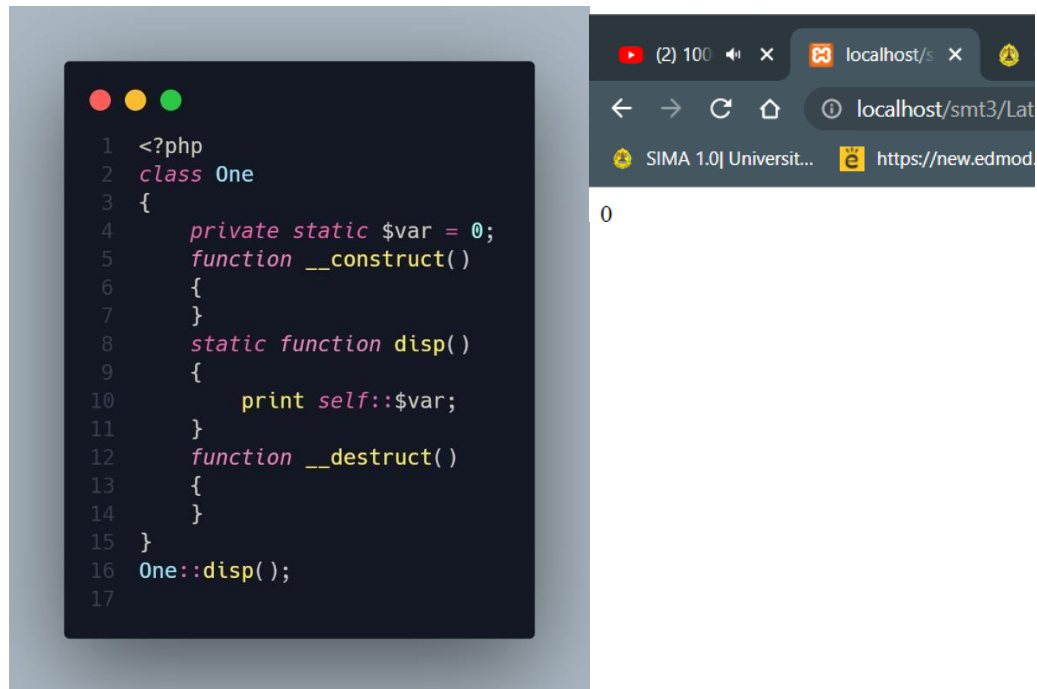 1 <?php
2 class One
3 {
4     private static $var = 0;
5     function __construct()
6     {
7     }
8     static function disp()
9     {
10         print self::$var;
11     }
12     function __destruct()
13     {
14     }
15 }
16 One::disp();
17
(2) 100 localhost/s
localhost/smt3/Lat
SIMA 1.0| Universit... ë https://new.edmod.
0